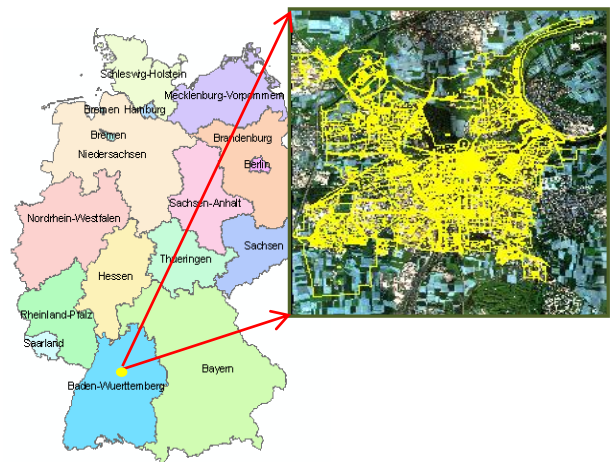 Schleswig-Holstein
Mecklenburg-Vorpommern
Bremen
Hamburg
Bremen
Niedersachsen
Brandenburg
Berlin
Sachsen-Anhalt
Nordrhein-Westfalen
Sachsen
Thueringen
Hessen
Rheinland-Pfalz
Saarland
Bayern
Baden-Wuerttemberg